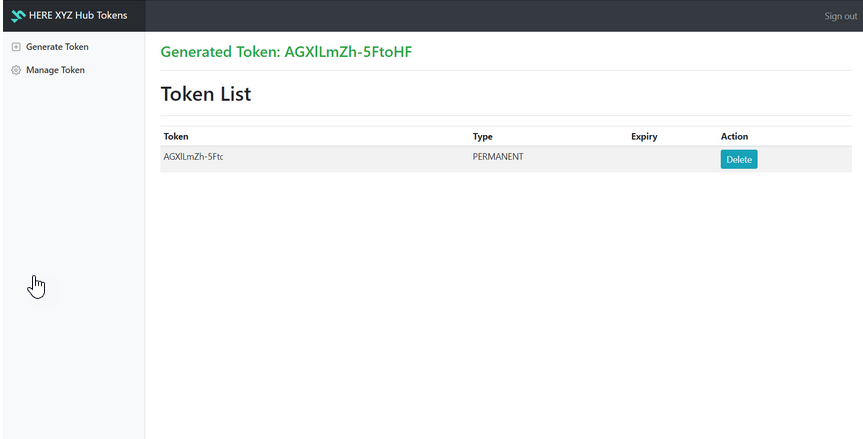 HERE XYZ Hub Tokens
Sign out
Generate Token
Manage Token
Generated Token: AGXlLmZh-5FtoHF
Token List
Token Type Expiry Action
AGXlLmZh-5Ftc PERMANENT Delete